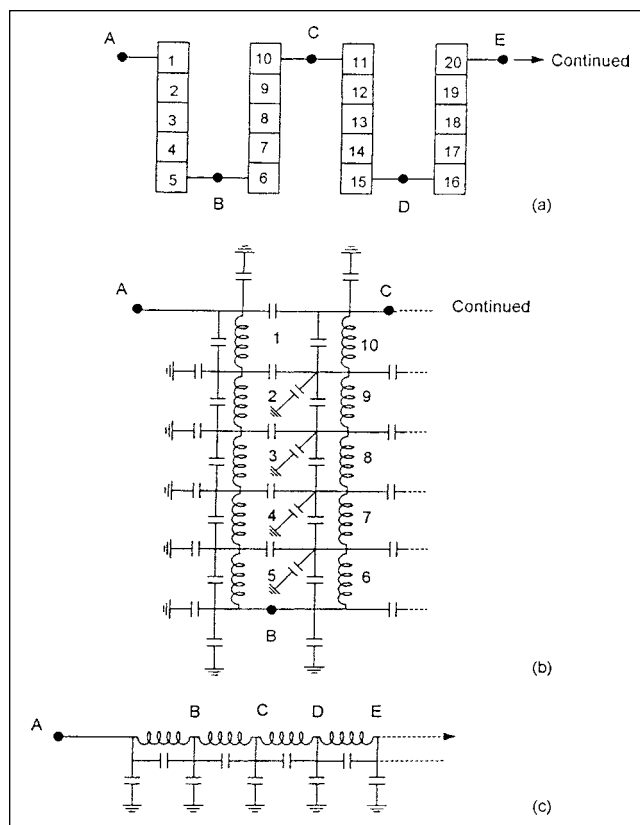 A C E
1 10 11 20 Continued
2 9 12 19
3 8 13 18
4 7 14 17
5 6 15 16
B D
(a)
A C
Continued
1 10
2 9
3 8
4 7
5 6
B
(b)
A B C D E
(c)